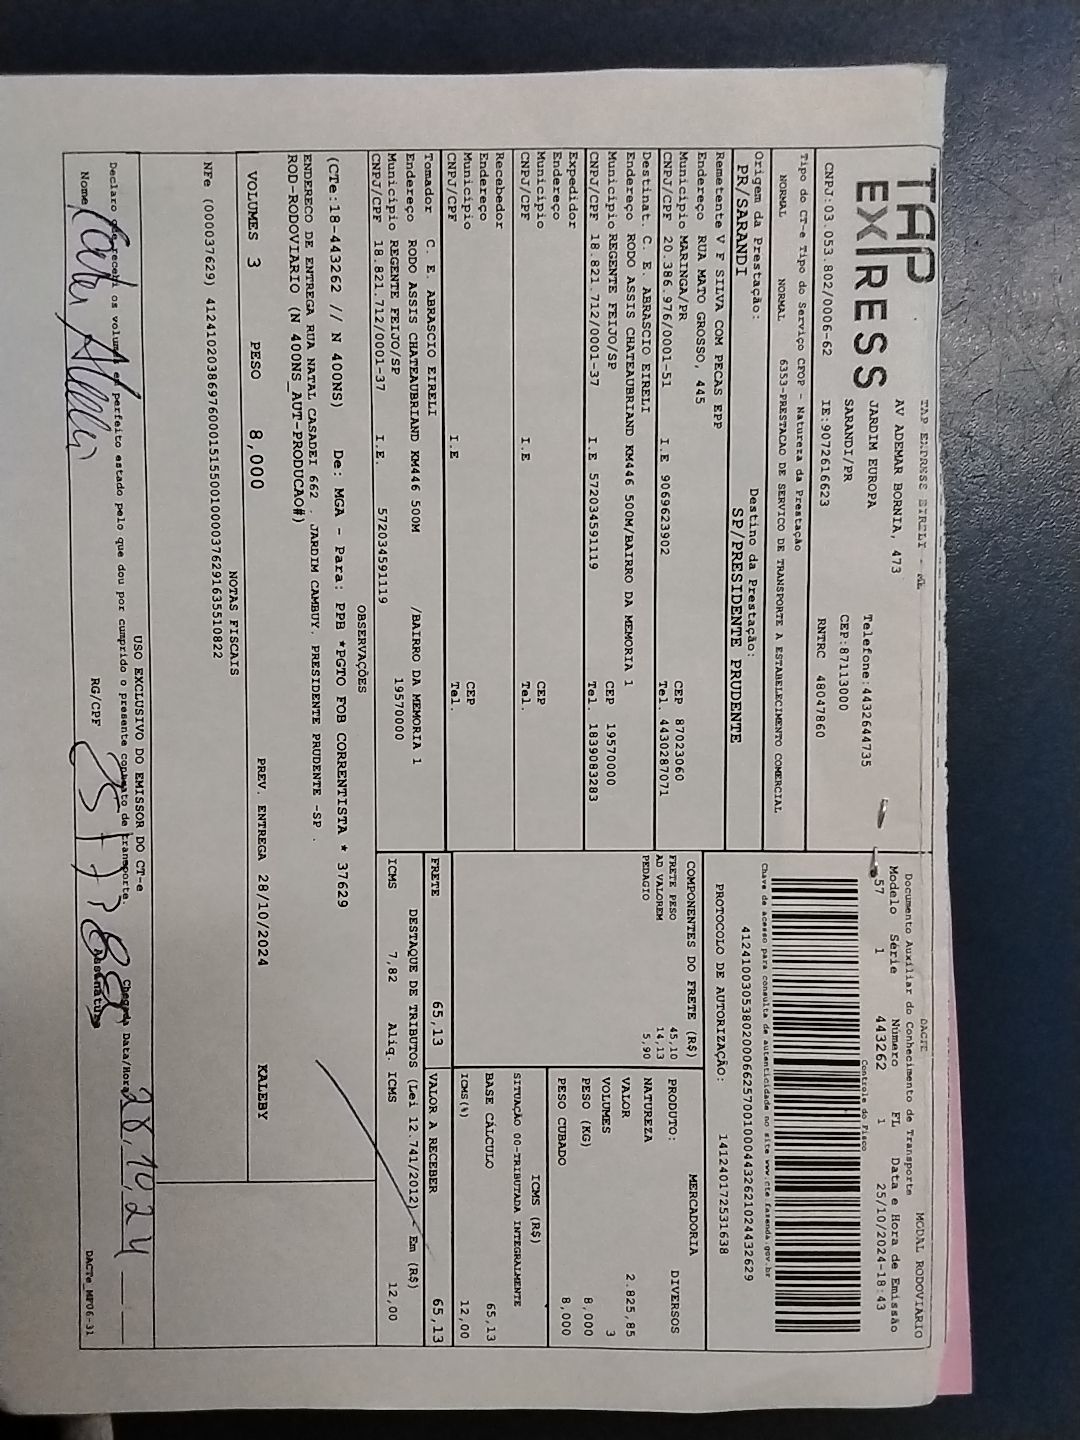 TAP
EXPRESS
TAP EXPRESS EIRELI - ME
AV ADEMAR BORNIA, 473
JARDIM EUROPA
SARANDI/PR
Telefone:4432644735
CEP:87113000
CNPJ:03.053.802/0006-62 IE:9072616623 RNTRC 48047860
DACTE MODAL RODOVIARIO
Documento Auxiliar do Conhecimento de Transporte
Modelo Série Número FL Data e Hora de Emissão
57 1 443262 1 25/10/2024-18:43
Controle do Fisco
Chave de acesso para consulta de autenticidade no site www.cte.fazenda.gov.br
41241003053802000662570010004432621024432629
PROTOCOLO DE AUTORIZAÇÃO: 141240172531638
Tipo do CT-e Tipo do Serviço CFOP - Natureza da Prestação
NORMAL NORMAL 6353-PRESTACAO DE SERVICO DE TRANSPORTE A ESTABELECIMENTO COMERCIAL
Origem da Prestação: Destino da Prestação:
PR/SARANDI SP/PRESIDENTE PRUDENTE
Remetente V F SILVA COM PECAS EPP
Endereço RUA MATO GROSSO, 445
Município MARINGA/PR CEP 87023060
CNPJ/CPF 20.386.976/0001-51 I.E 9069623902 Tel. 4430287071
Destinat. C. E. ABRASCIO EIRELI
Endereço RODO ASSIS CHATEAUBRIAND KM446 500M/BAIRRO DA MEMORIA 1
Município REGENTE FEIJO/SP CEP 19570000
CNPJ/CPF 18.821.712/0001-37 I.E 572034591119 Tel. 1839083283
Expedidor
Endereço
Município CEP
CNPJ/CPF I.E Tel.
Recebedor
Endereço
Município CEP
CNPJ/CPF I.E Tel.
Tomador C. E. ABRASCIO EIRELI
Endereço RODO ASSIS CHATEAUBRIAND KM446 500M /BAIRRO DA MEMORIA 1
Município REGENTE FEIJO/SP 19570000
CNPJ/CPF 18.821.712/0001-37 I.E. 572034591119
COMPONENTES DO FRETE (R$)
FRETE PESO 45,10
AD VALOREM 14,13
PEDAGIO 5,90
MERCADORIA
PRODUTO: DIVERSOS
NATUREZA
VALOR 2.825,85
VOLUMES 3
PESO (KG) 8,000
PESO CUBADO 8,000
ICMS (R$)
SITUAÇÃO 00-TRIBUTADA INTEGRALMENTE
BASE CÁLCULO 65,13
ICMS(%) 12,00
FRETE 65,13 VALOR A RECEBER 65,13
DESTAQUE DE TRIBUTOS (Lei 12.741/2012) - Em (R$)
ICMS 7,82 Aliq. ICMS 12,00
OBSERVAÇÕES
(CTe:18-443262 // N 400NS) De: MGA - Para: PPB *PGTO FOB CORRENTISTA * 37629
ENDERECO DE ENTREGA RUA NATAL CASADEI 662 . JARDIM CAMBUY. PRESIDENTE PRUDENTE -SP .
ROD-RODOVIARIO (N 400NS_AUT-PRODUCAO#)
VOLUMES 3 PESO 8,000 PREV. ENTREGA 28/10/2024 KALEBY
NOTAS FISCAIS
NFe (000037629) 41241020386976000151550010000376291635510822
USO EXCLUSIVO DO EMISSOR DO CT-e
Declaro que recebi os volumes em perfeito estado pelo que dou por cumprido o presente contrato de transporte.
Chegada Data/Hora 28,10,24
Nome RG/CPF Assinatura
DACTe_MP06-31